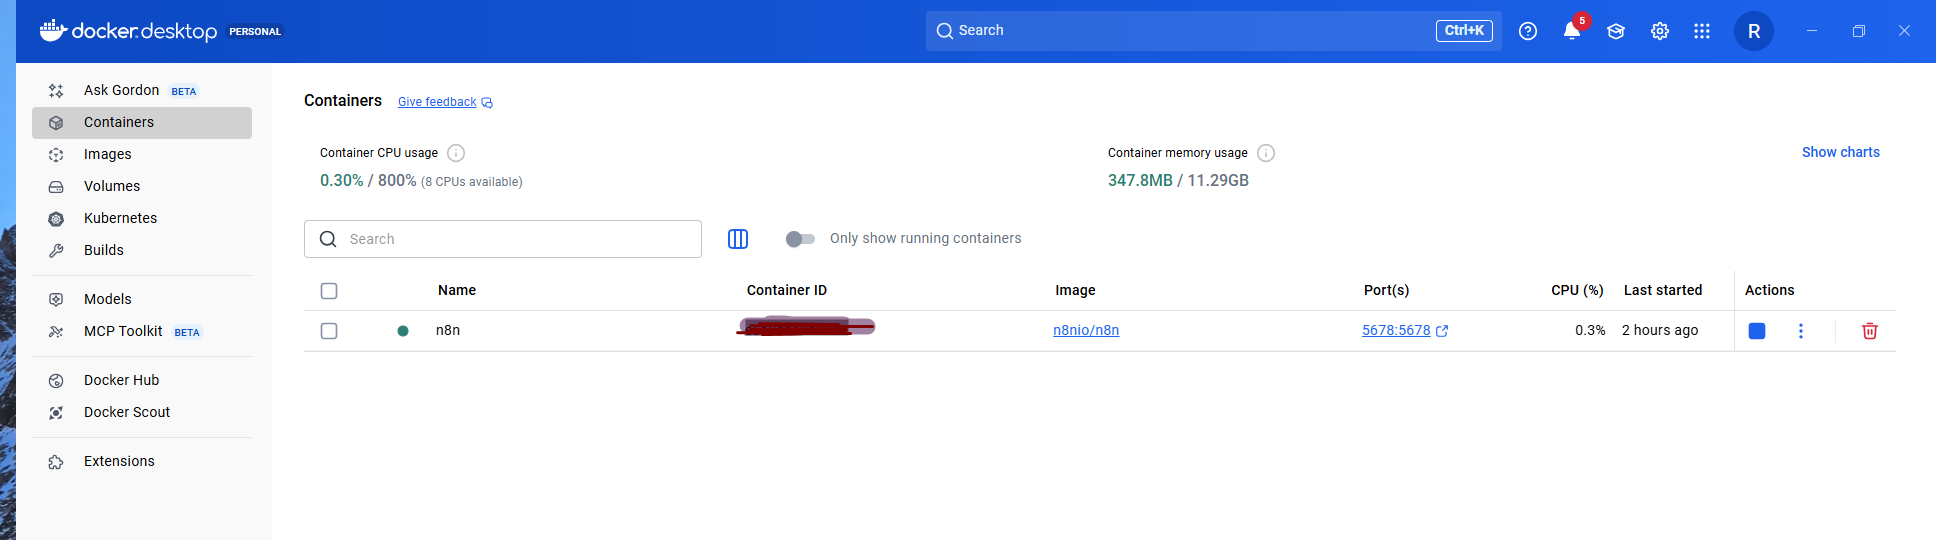 docker.desktop PERSONAL Search Ctrl+K 5 R
Ask Gordon BETA
Containers
Images
Volumes
Kubernetes
Builds
Models
MCP Toolkit BETA
Docker Hub
Docker Scout
Extensions
Containers Give feedback
Container CPU usage
0.30% / 800% (8 CPUs available)
Container memory usage
347.8MB / 11.29GB
Show charts
Search
Only show running containers
Name Container ID Image Port(s) CPU (%) Last started Actions
n8n n8nio/n8n 5678:5678 0.3% 2 hours ago